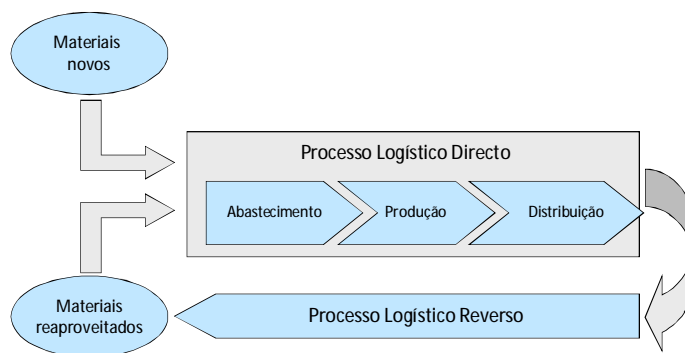 Materiais
novos
Processo Logístico Directo
Abastecimento
Produção
Distribuição
Materiais
reaproveitados
Processo Logístico Reverso